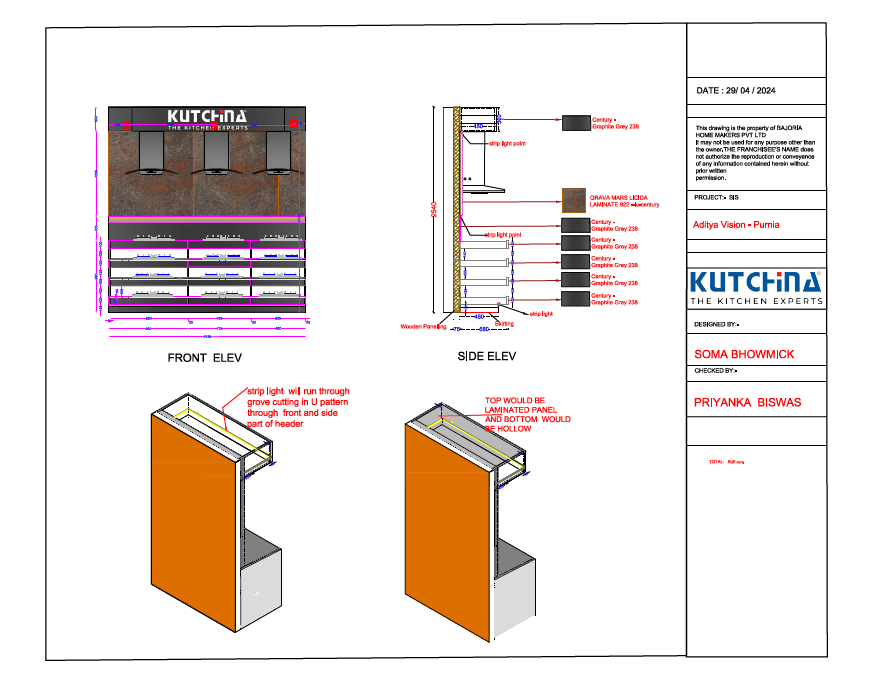 KUTCHINA
THE KITCHEN EXPERTS
FRONT ELEV
2540
450
strip light point
strip light point
Century -
Graphite Grey 238
GRAVA MARS LICIDA
LAMINATE 922 -
Century -
Graphite Grey 238
Century -
Graphite Grey 238
Century -
Graphite Grey 238
Century -
Graphite Grey 238
Century -
Graphite Grey 238
strip light
480
Skirting
Wooden Panelling
75
680
SIDE ELEV
strip light will run through
grove cutting in U pattern
through front and side
part of header
TOP WOULD BE
LAMINATED PANEL
AND BOTTOM WOULD
BE HOLLOW
DATE : 29/ 04 / 2024
This drawing is the property of BAJORIA
HOME MAKERS PVT LTD
It may not be used for any purpose other than
the owner.THE FRANCHISEE'S NAME does
not authorize the reproduction or conveyance
of any information contained herein without
prior written
permission.
PROJECT:- SIS
Aditya Vision - Purnia
KUTCHINA
THE KITCHEN EXPERTS
DESIGNED BY:-
SOMA BHOWMICK
CHECKED BY:-
PRIYANKA BISWAS
TOTAL: